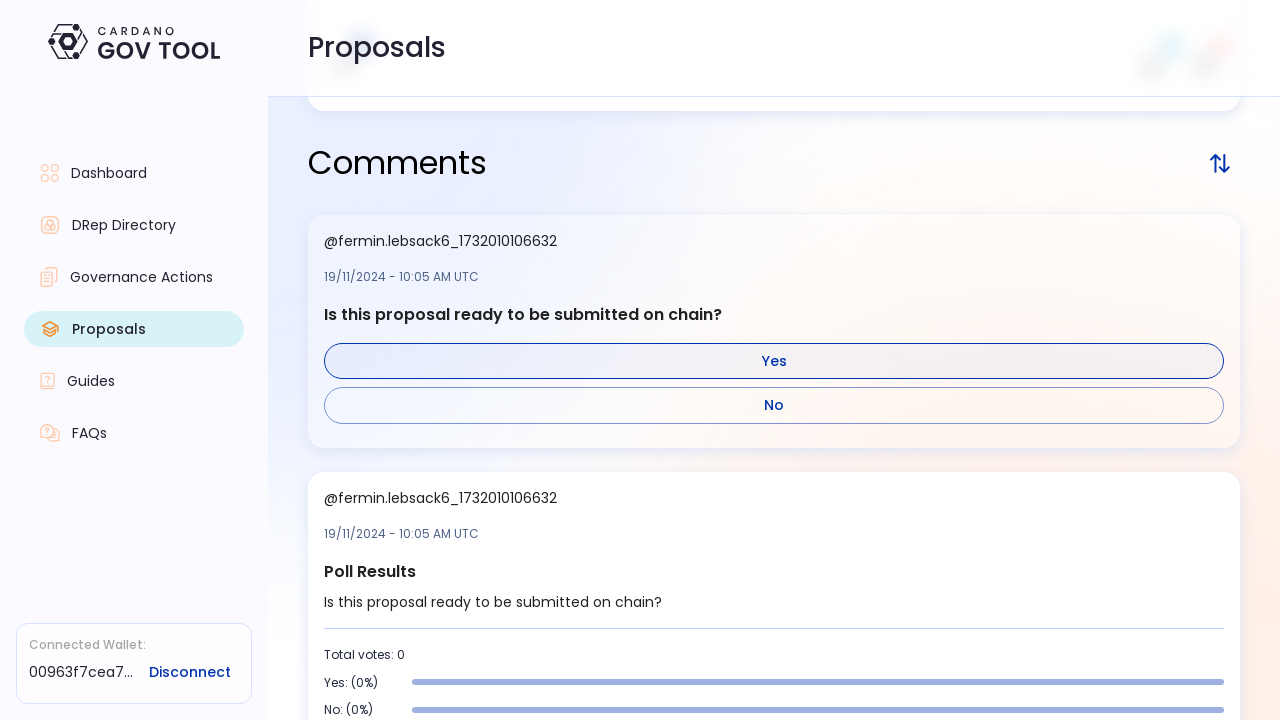 CARDANO
GOV TOOL
Proposals
Dashboard
DRep Directory
Governance Actions
Proposals
Guides
FAQs
Connected Wallet:
00963f7cea7...
Disconnect
Comments
@fermin.lebsack6_1732010106632
19/11/2024 - 10:05 AM UTC
Is this proposal ready to be submitted on chain?
Yes
No
@fermin.lebsack6_1732010106632
19/11/2024 - 10:05 AM UTC
Poll Results
Is this proposal ready to be submitted on chain?
Total votes: 0
Yes: (0%)
No: (0%)